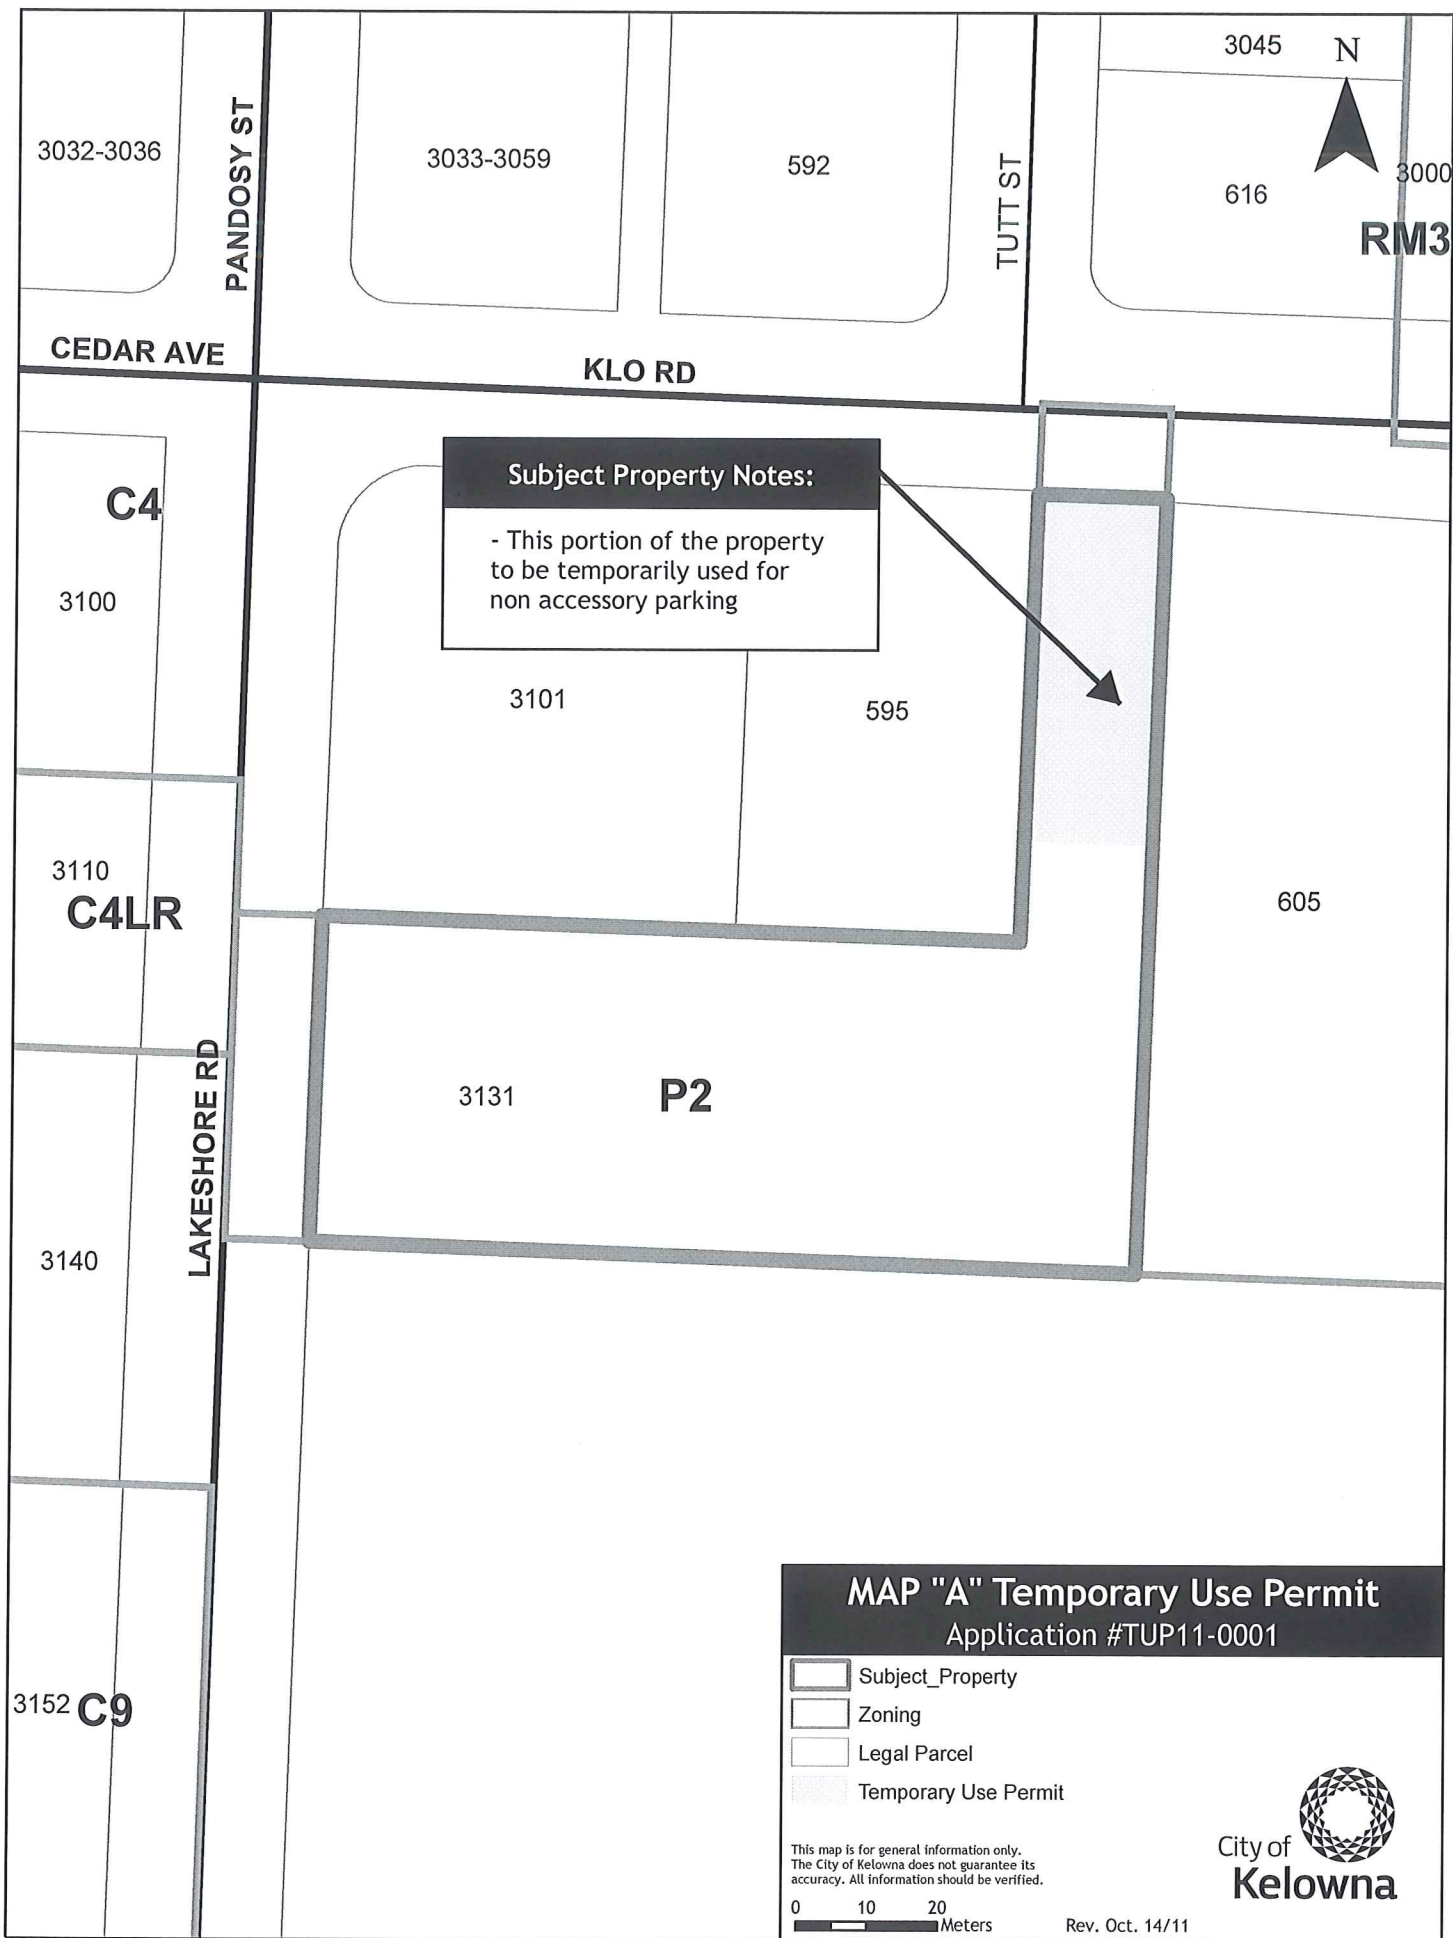 3045
N
3032-3036
PANDOSY ST
3033-3059
592
TUTT ST
616
3000
RM3
CEDAR AVE
KLO RD
C4
Subject Property Notes:
- This portion of the property
to be temporarily used for
non accessory parking
3100
3101
595
3110
C4LR
605
LAKESHORE RD
3131
P2
3140
3152
C9
MAP "A" Temporary Use Permit
Application #TUP11-0001
Subject_Property
Zoning
Legal Parcel
Temporary Use Permit
This map is for general information only.
The City of Kelowna does not guarantee its
accuracy. All information should be verified.
0 10 20
Meters
Rev. Oct. 14/11
City of
Kelowna